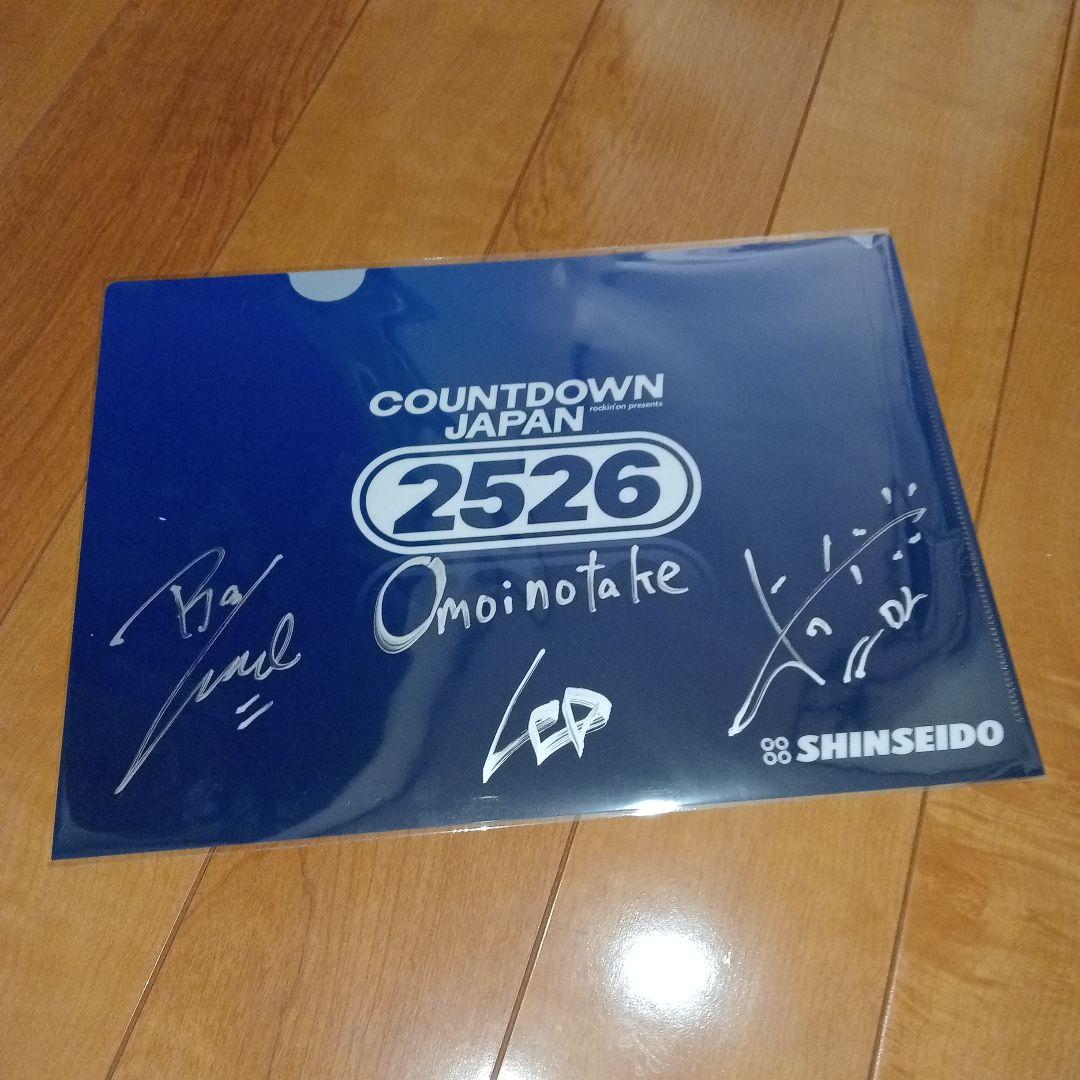 COUNTDOWN
JAPAN
rockin'on presents
2526
Omoinotake
SHINSEIDO